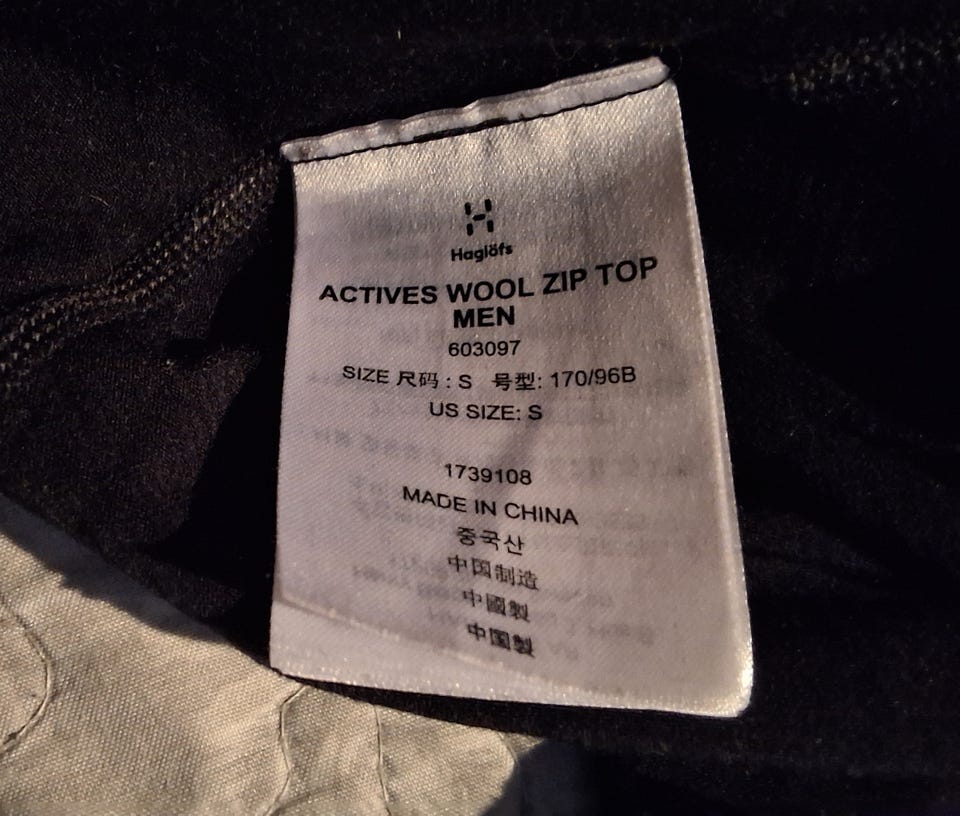 Haglöfs
ACTIVES WOOL ZIP TOP
MEN
603097
SIZE 尺码 : S 号型: 170/96B
US SIZE: S
1739108
MADE IN CHINA
중국산
中国制造
中國製
中国製